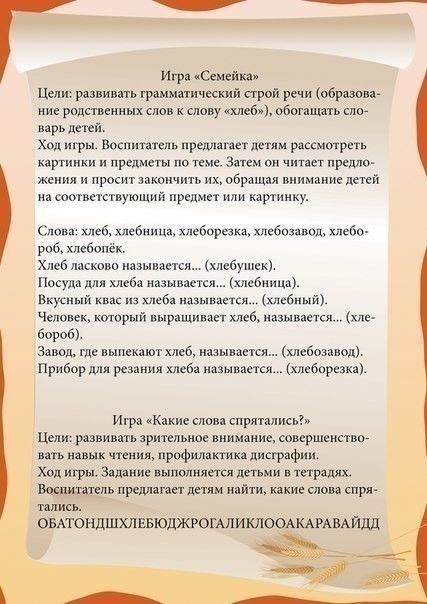 Игра «Семейка»
Цели: развивать грамматический строй речи (образова-
ние родственных слов к слову «хлеб»), обогащать сло-
варь детей.
Ход игры. Воспитатель предлагает детям рассмотреть
картинки и предметы по теме. Затем он читает предло-
жения и просит закончить их, обращая внимание детей
на соответствующий предмет или картинку.
Слова: хлеб, хлебница, хлеборезка, хлебозавод, хлебо-
роб, хлебопёк.
Хлеб ласково называется... (хлебушек).
Посуда для хлеба называется... (хлебница).
Вкусный квас из хлеба называется... (хлебный).
Человек, который выращивает хлеб, называется... (хле-
бороб).
Завод, где выпекают хлеб, называется... (хлебозавод).
Прибор для резания хлеба называется... (хлеборезка).
Игра «Какие слова спрятались?»
Цели: развивать зрительное внимание, совершенство-
вать навык чтения, профилактика дисграфии.
Ход игры. Задание выполняется детьми в тетрадях.
Воспитатель предлагает детям найти, какие слова спря-
тались.
ОБАТОНДШХЛЕБЮДЖРОГАЛИКЛООАКАРАВАЙДД